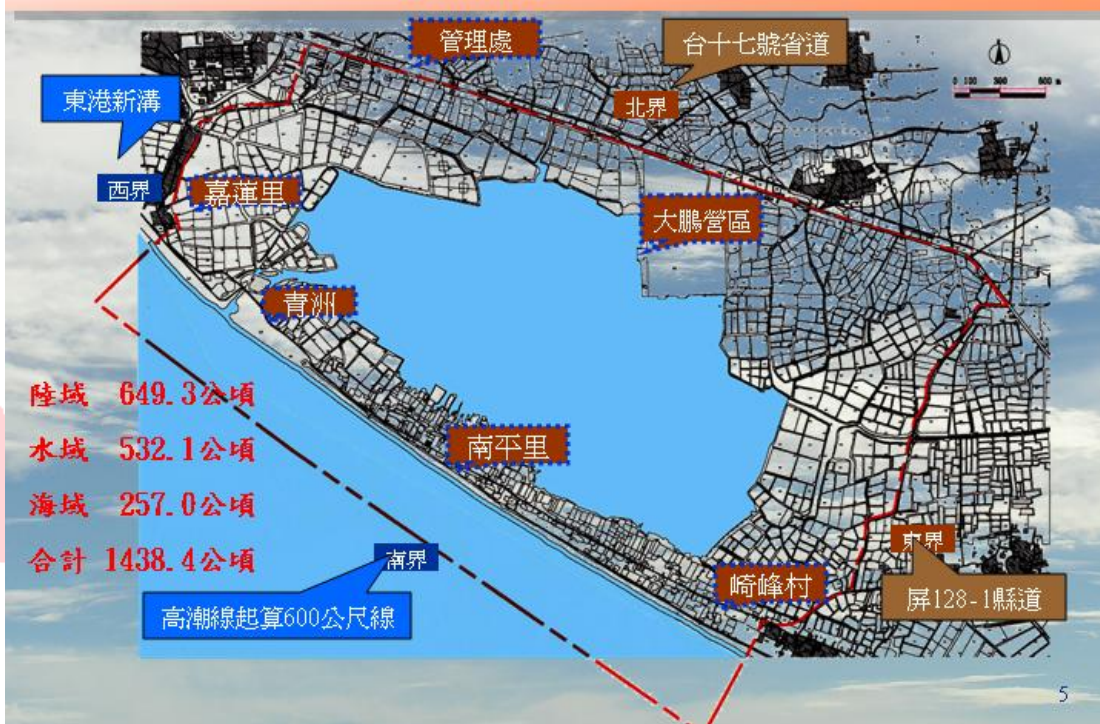 管理處
台十七號省道
東港新溝
北界
0 100 300 600 m
西界
嘉蓮里
大鵬營區
青洲
陸域 649.3公頃
水域 532.1公頃
南平里
海域 257.0公頃
合計 1438.4公頃
南界
東界
崎峰村
屏128-1縣道
高潮線起算600公尺線
5